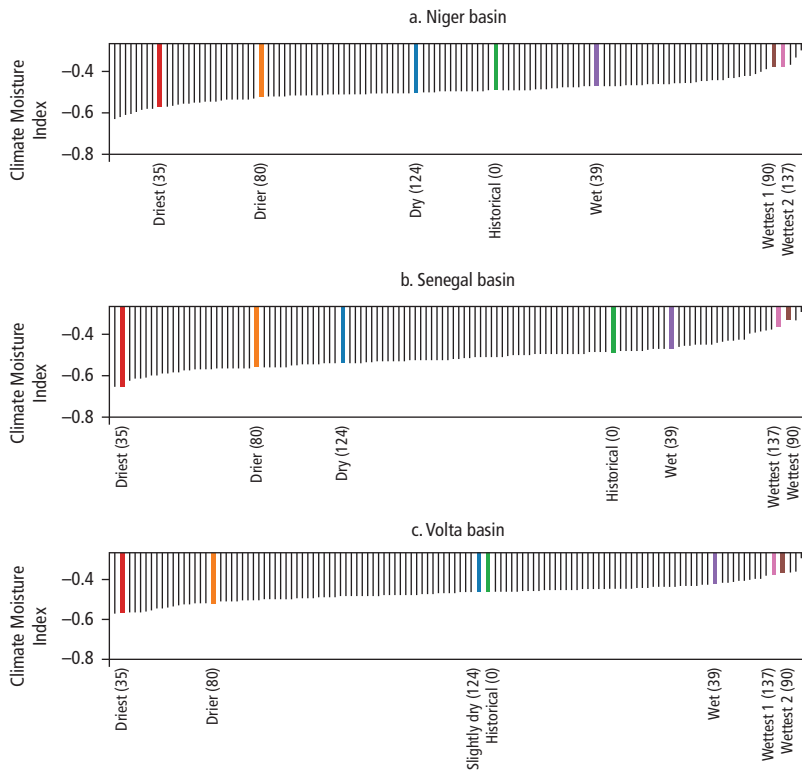 a. Niger basin
Climate Moisture
Index
−0.4
−0.6
−0.8
Driest (35)
Drier (80)
Dry (124)
Historical (0)
Wet (39)
Wettest 1 (90)
Wettest 2 (137)
b. Senegal basin
Climate Moisture
Index
−0.4
−0.6
−0.8
Driest (35)
Drier (80)
Dry (124)
Historical (0)
Wet (39)
Wettest (137)
Wettest (90)
c. Volta basin
Climate Moisture
Index
−0.4
−0.6
−0.8
Driest (35)
Drier (80)
Slightly dry (124)
Historical (0)
Wet (39)
Wettest 1 (137)
Wettest 2 (90)